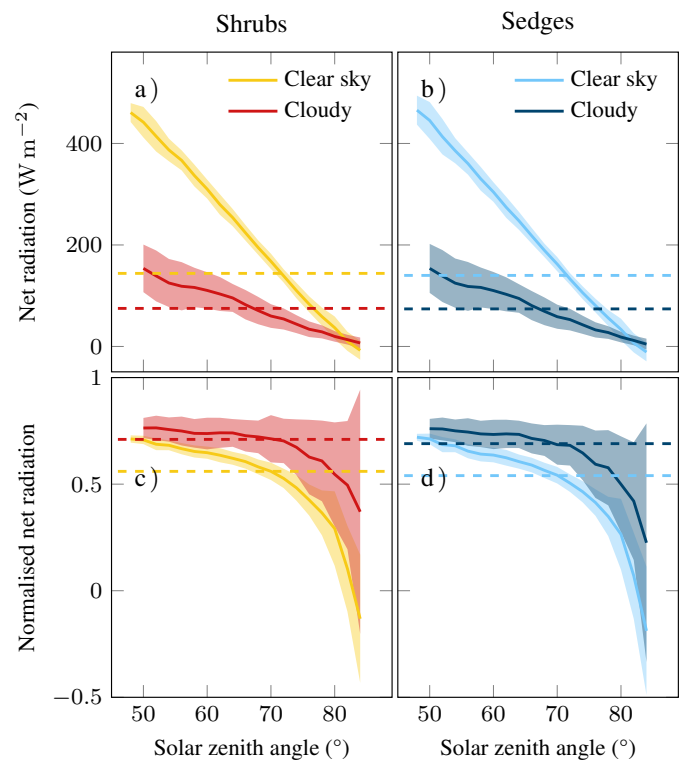 Shrubs
Sedges
a)
Clear sky
Cloudy
b)
Clear sky
Cloudy
Net radiation (W m−2)
400
200
0
c)
d)
Normalised net radiation
1
0.5
0
−0.5
50 60 70 80
50 60 70 80
Solar zenith angle (°)
Solar zenith angle (°)